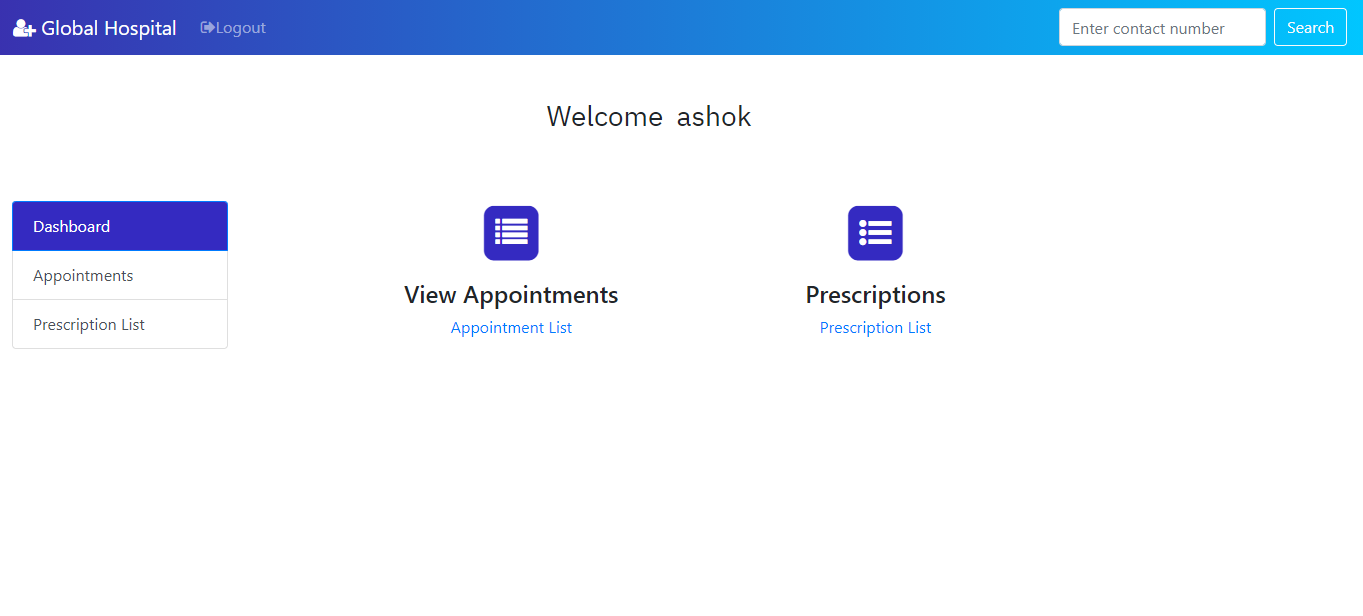 Global Hospital
Logout
Enter contact number
Search
Welcome ashok
Dashboard
Appointments
Prescription List
View Appointments
Appointment List
Prescriptions
Prescription List